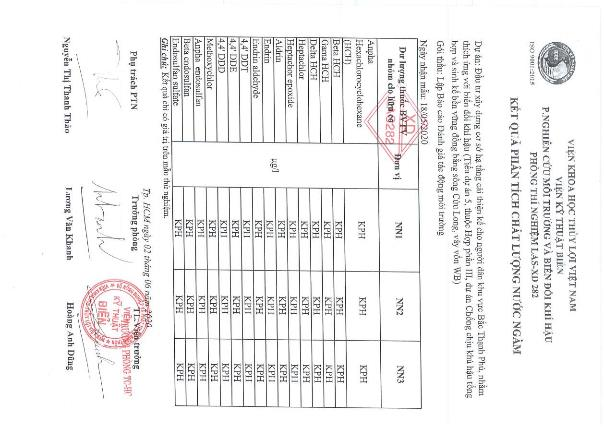 VIỆN KHOA HỌC THỦY LỢI VIỆT NAM
VIỆN KỸ THUẬT BIỂN
P.NGHIÊN CỨU MÔI TRƯỜNG VÀ BIẾN ĐỔI KHÍ HẬU
PHÒNG THÍ NGHIỆM LAS-XD 282
ISO 9001:2015
KẾT QUẢ PHÂN TÍCH CHẤT LƯỢNG NƯỚC NGẦM
Dự án: Đầu tư xây dựng cơ sở hạ tầng cải thiện kế cho người dân khu vực Bảo Thạnh Phú, nhằm
thích ứng với biến đổi khí hậu (Tiểu dự án 5, thuộc Hợp phần III, dự án Chống chịu khí hậu tổng
hợp và sinh kế bền vững đồng bằng sông Cửu Long, vay vốn WB)
Gói thầu: Lập Báo cáo Đánh giá tác động môi trường
Ngày nhận mẫu: 18/05/2020
Dư lượng thuốc BVTV nhóm clo hữu cơ Đơn vị NN1 NN2 NN3
Anpha Hexachlorocyclohexane (HCH) KPH KPH KPH
Beta HCH KPH KPH KPH
Gama HCH KPH KPH KPH
Delta HCH KPH KPH KPH
Heptachlor KPH KPH KPH
Heptachor epoxide KPH KPH KPH
Aldrin KPH KPH KPH
Endrin µg/l KPH KPH KPH
Endrin aldehyde KPH KPH KPH
4,4' DDT KPH KPH KPH
4,4' DDE KPH KPH KPH
4,4' DDD KPH KPH KPH
Methoxychlor KPH KPH KPH
Anpha endosulfan KPH KPH KPH
Beta endosulfan KPH KPH KPH
Endosulfan sulfate KPH KPH KPH
Ghi chú: Kết quả chỉ có giá trị trên mẫu thử nghiệm.
Tp. HCM ngày 02 tháng 06 năm 2020
Phụ trách PTN Trưởng phòng TL Viện trưởng
VIỆN
KỸ THUẬT
BIỂN
Nguyễn Thị Thanh Thảo Lương Văn Khanh Hoàng Anh Dũng